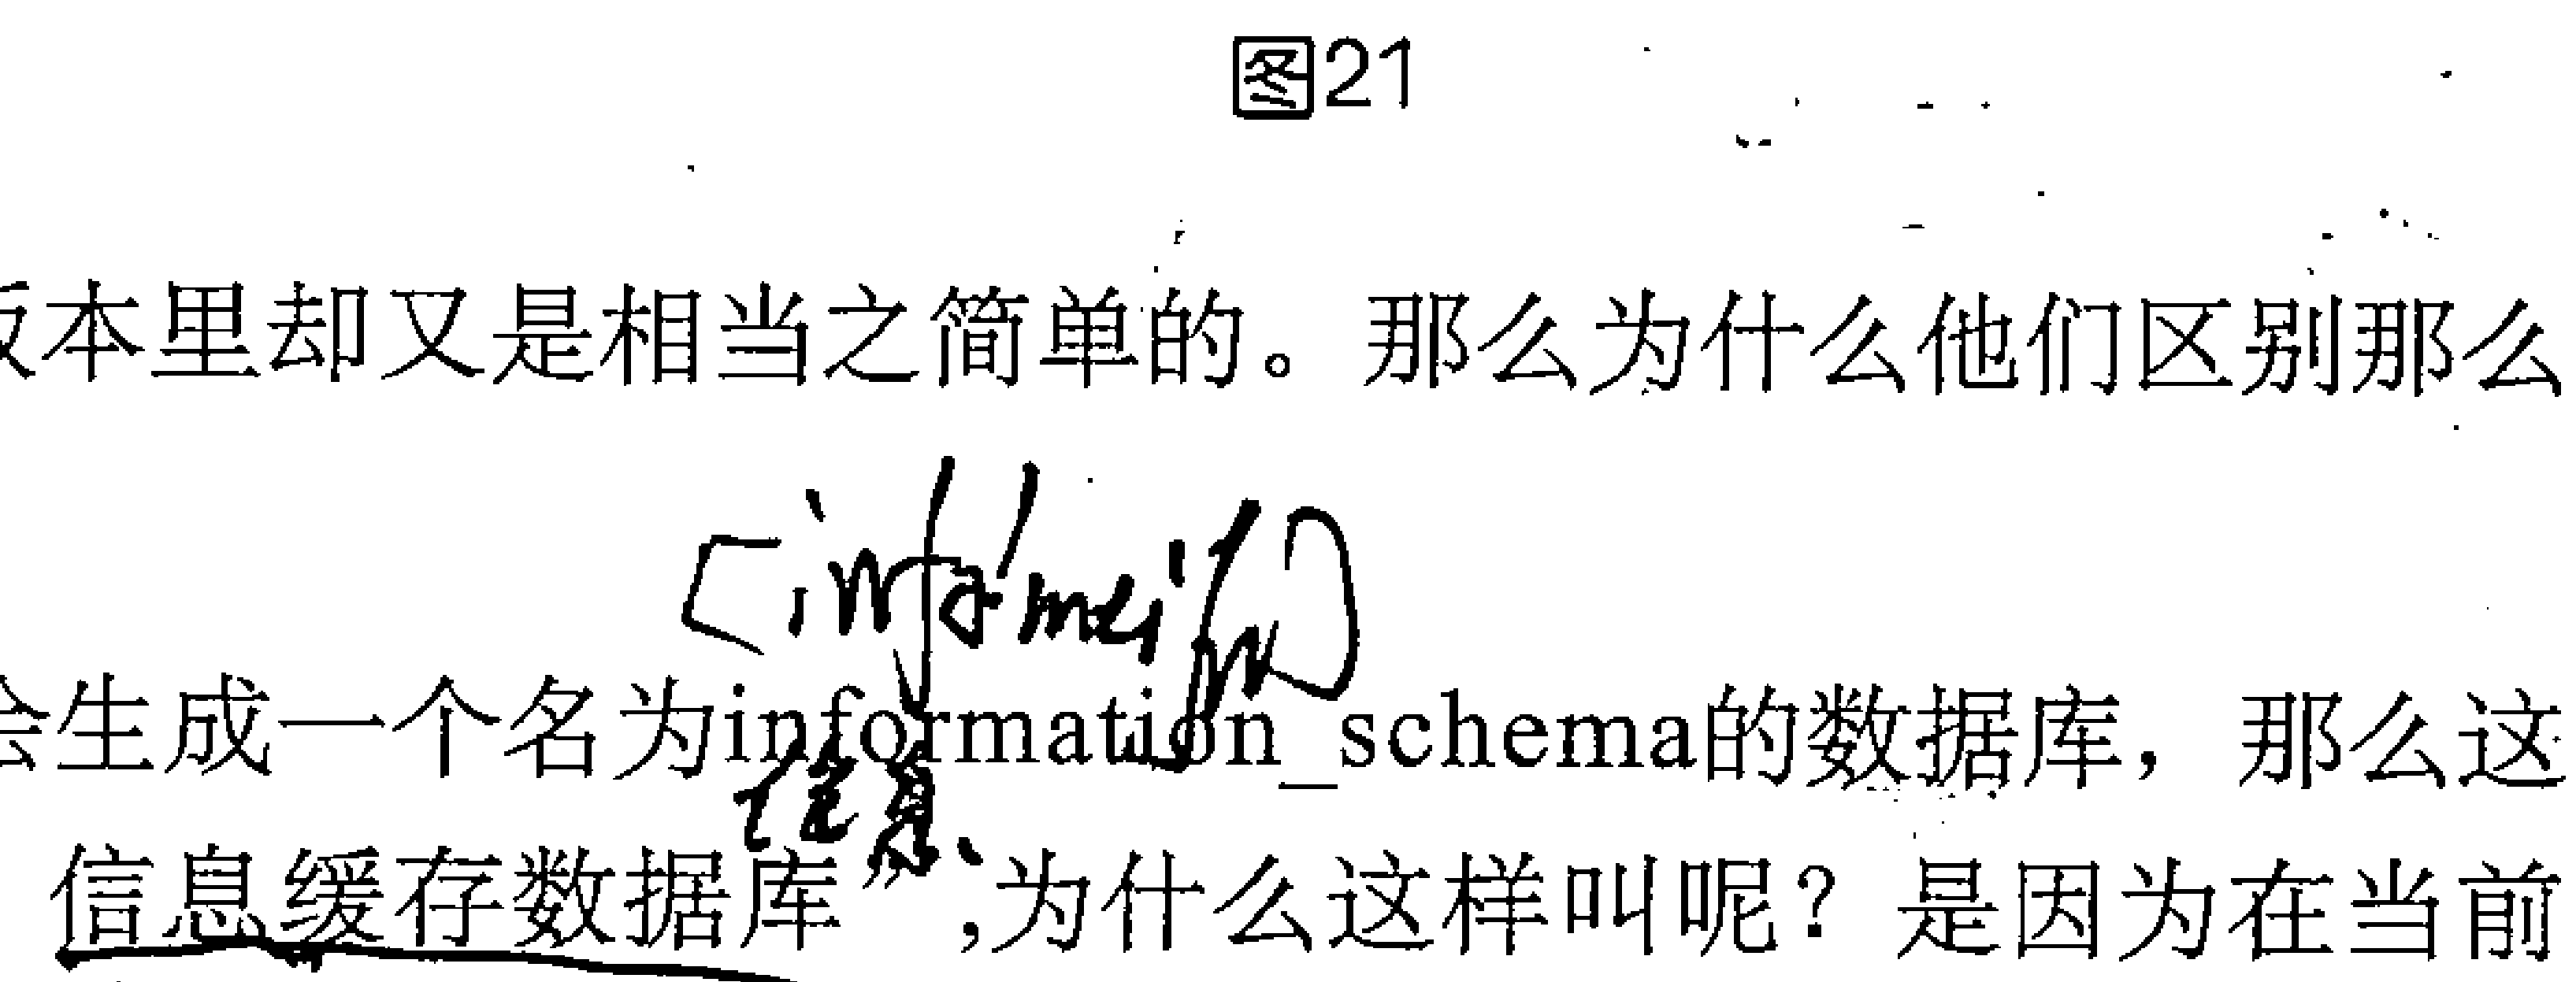 图21
版本里却又是相当之简单的。那么为什么他们区别那么
会生成一个名为information_schema的数据库，那么这
信息
信息缓存数据库”,为什么这样叫呢？是因为在当前